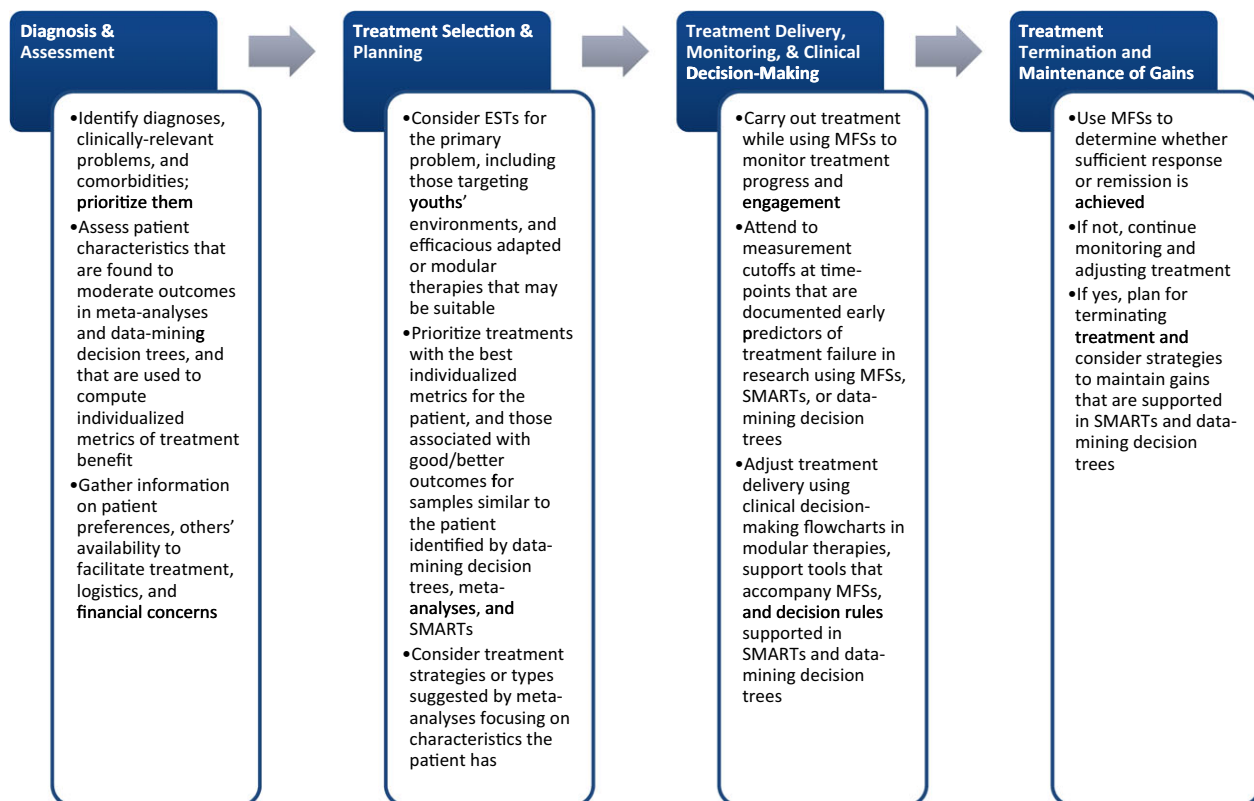 Diagnosis &
Assessment
•Identify diagnoses,
clinically-relevant
problems, and
comorbidities;
prioritize them
•Assess patient
characteristics that
are found to
moderate outcomes
in meta-analyses
and data-mining
decision trees, and
that are used to
compute
individualized
metrics of treatment
benefit
•Gather information
on patient
preferences, others’
availability to
facilitate treatment,
logistics, and
financial concerns
Treatment Selection &
Planning
•Consider ESTs for
the primary
problem, including
those targeting
youths’
environments, and
efficacious adapted
or modular
therapies that may
be suitable
•Prioritize treatments
with the best
individualized
metrics for the
patient, and those
associated with
good/better
outcomes for
samples similar to
the patient
identified by data-
mining decision
trees, meta-
analyses, and
SMARTs
•Consider treatment
strategies or types
suggested by meta-
analyses focusing on
characteristics the
patient has
Treatment Delivery,
Monitoring, & Clinical
Decision-Making
•Carry out treatment
while using MFSs to
monitor treatment
progress and
engagement
•Attend to
measurement
cutoffs at time-
points that are
documented early
predictors of
treatment failure in
research using MFSs,
SMARTs, or data-
mining decision
trees
•Adjust treatment
delivery using
clinical decision-
making flowcharts in
modular therapies,
support tools that
accompany MFSs,
and decision rules
supported in
SMARTs and data-
mining decision
trees
Treatment
Termination and
Maintenance of Gains
•Use MFSs to
determine whether
sufficient response
or remission is
achieved
•If not, continue
monitoring and
adjusting treatment
•If yes, plan for
terminating
treatment and
consider strategies
to maintain gains
that are supported
in SMARTs and data-
mining decision
trees